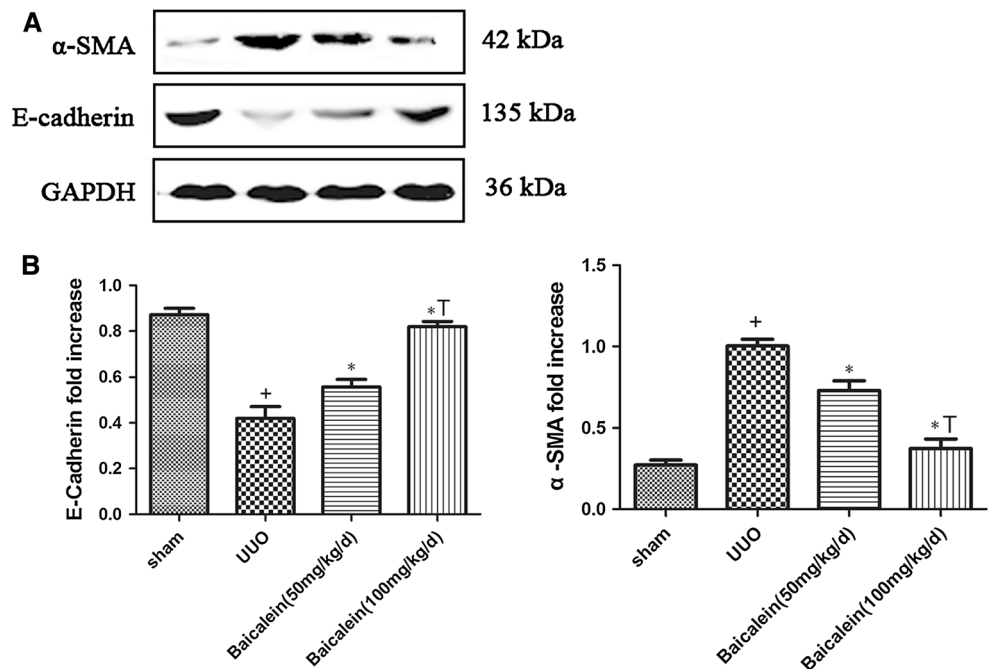 A
α-SMA 42 kDa
E-cadherin 135 kDa
GAPDH 36 kDa
B
E-Cadherin fold increase
1.0
0.8
0.6
0.4
0.2
0.0
+
*
*T
sham
UUO
Baicalein(50mg/kg/d)
Baicalein(100mg/kg/d)
α -SMA fold increase
1.5
1.0
0.5
0.0
+
*
*T
sham
UUO
Baicalein(50mg/kg/d)
Baicalein(100mg/kg/d)